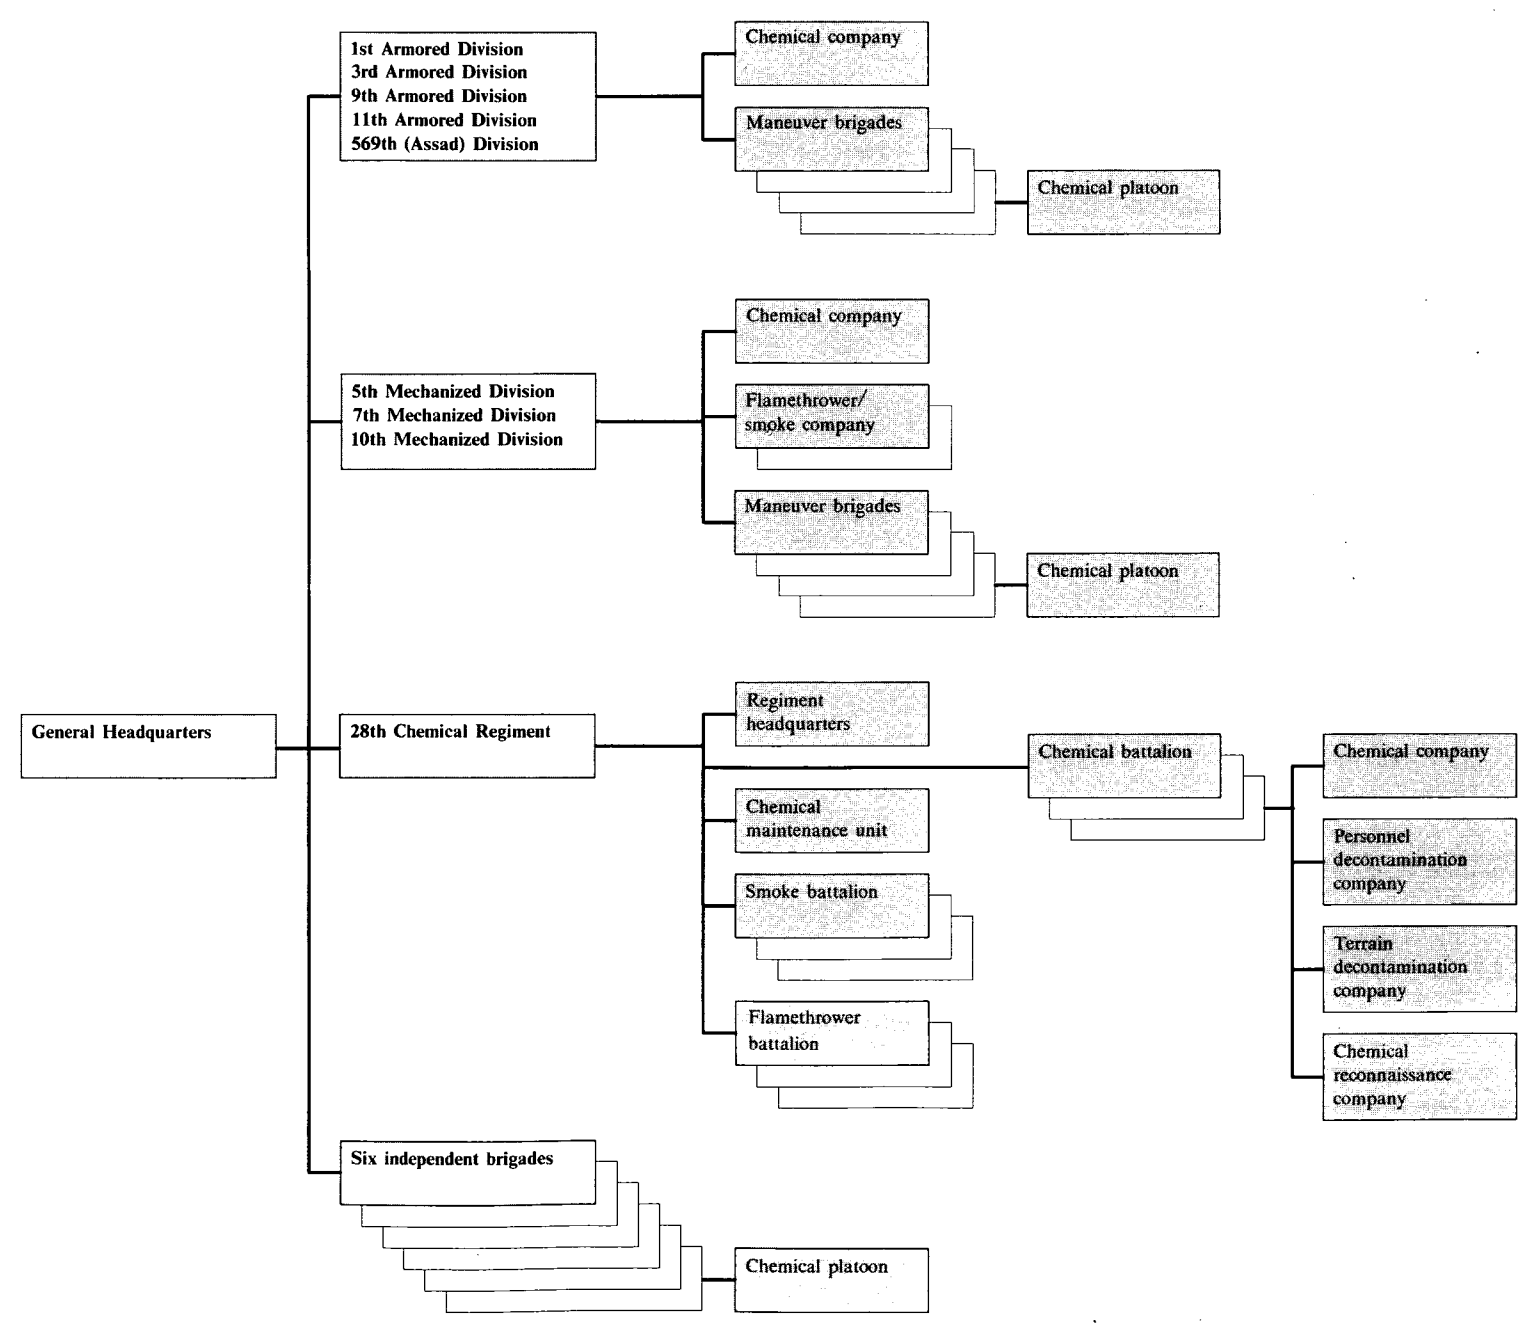 1st Armored Division
3rd Armored Division
9th Armored Division
11th Armored Division
569th (Assad) Division
Chemical company
Maneuver brigades
Chemical platoon
5th Mechanized Division
7th Mechanized Division
10th Mechanized Division
Chemical company
Flamethrower/
smoke company
Maneuver brigades
Chemical platoon
General Headquarters
28th Chemical Regiment
Regiment
headquarters
Chemical
maintenance unit
Smoke battalion
Flamethrower
battalion
Chemical battalion
Chemical company
Personnel
decontamination
company
Terrain
decontamination
company
Chemical
reconnaissance
company
Six independent brigades
Chemical platoon